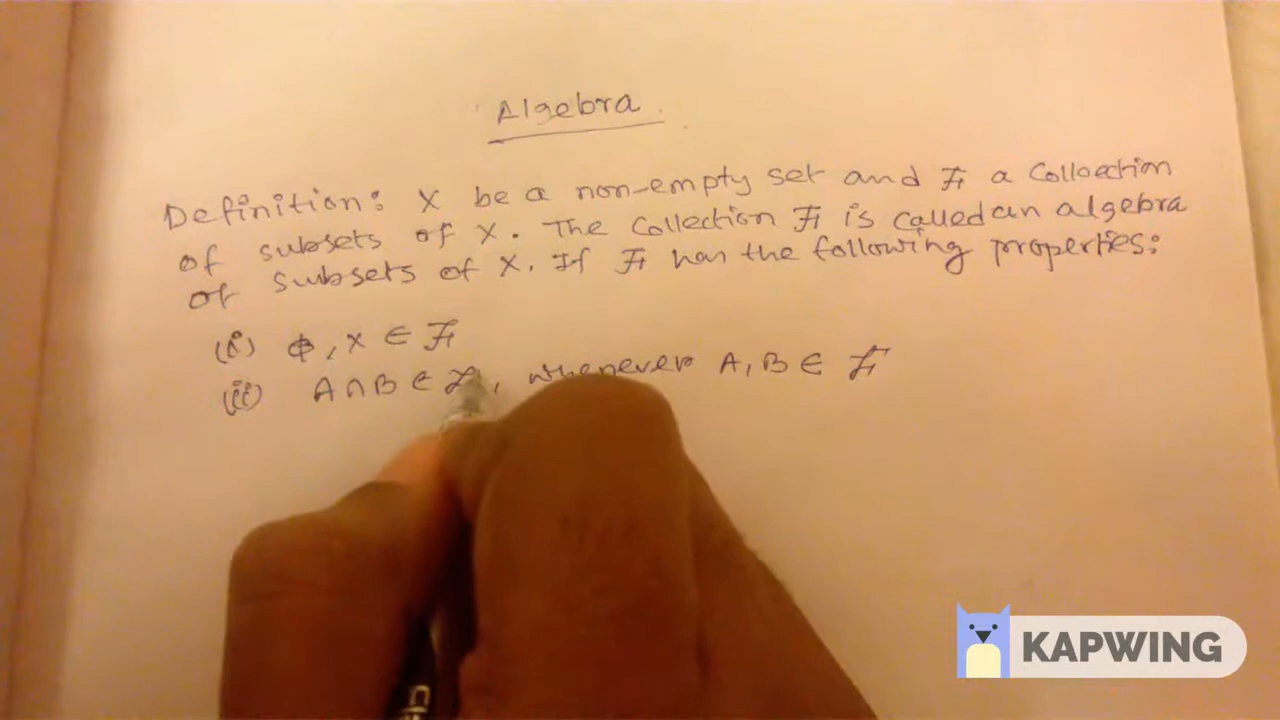 Algebra
Definition: X be a non-empty set and ℱ a Colloection
of subsets of X. The Collection ℱ is called an algebra
of subsets of X. If ℱ has the following properties:
(i) ϕ, X ∈ ℱ
(ii) A ∩ B ∈ ℱ, whenever A, B ∈ ℱ
KAPWING